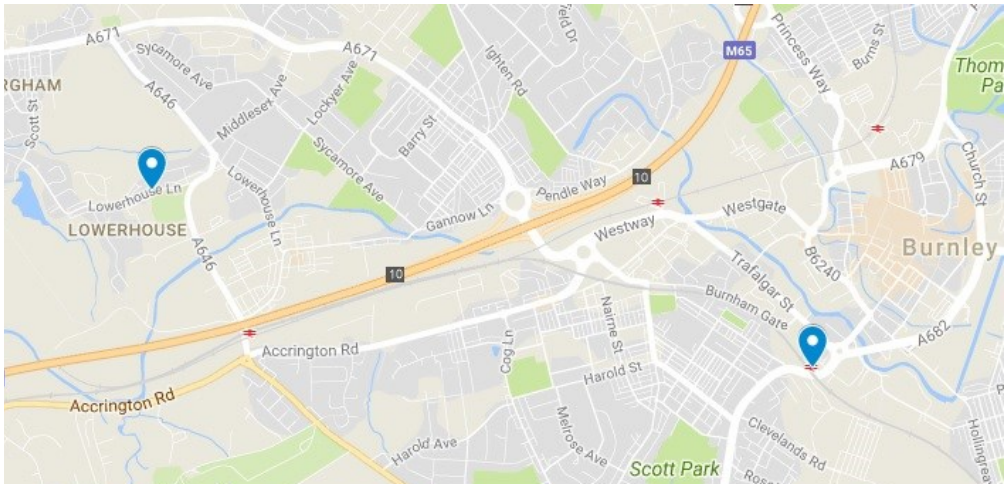 A671
Sycamore Ave
A646
Middlesex Ave
Lockyer Ave
A671
Ighten Rd
M65
Princess Way
Burns St
Thom
Pa
RGHAM
Scott St
Barry St
Sycamore Ave
Lowerhouse Ln
Lowerhouse Ln
LOWERHOUSE
A646
Gannow Ln
Pendle Way
10
A679
Church St
Westgate
Westway
B6240
Burnley
10
Trafalgar St
Burnham Gate
Nairne St
A682
Accrington Rd
Cog Ln
Harold St
Accrington Rd
Harold Ave
Melrose Ave
Scott Park
Clevelands Rd
Hollingrea